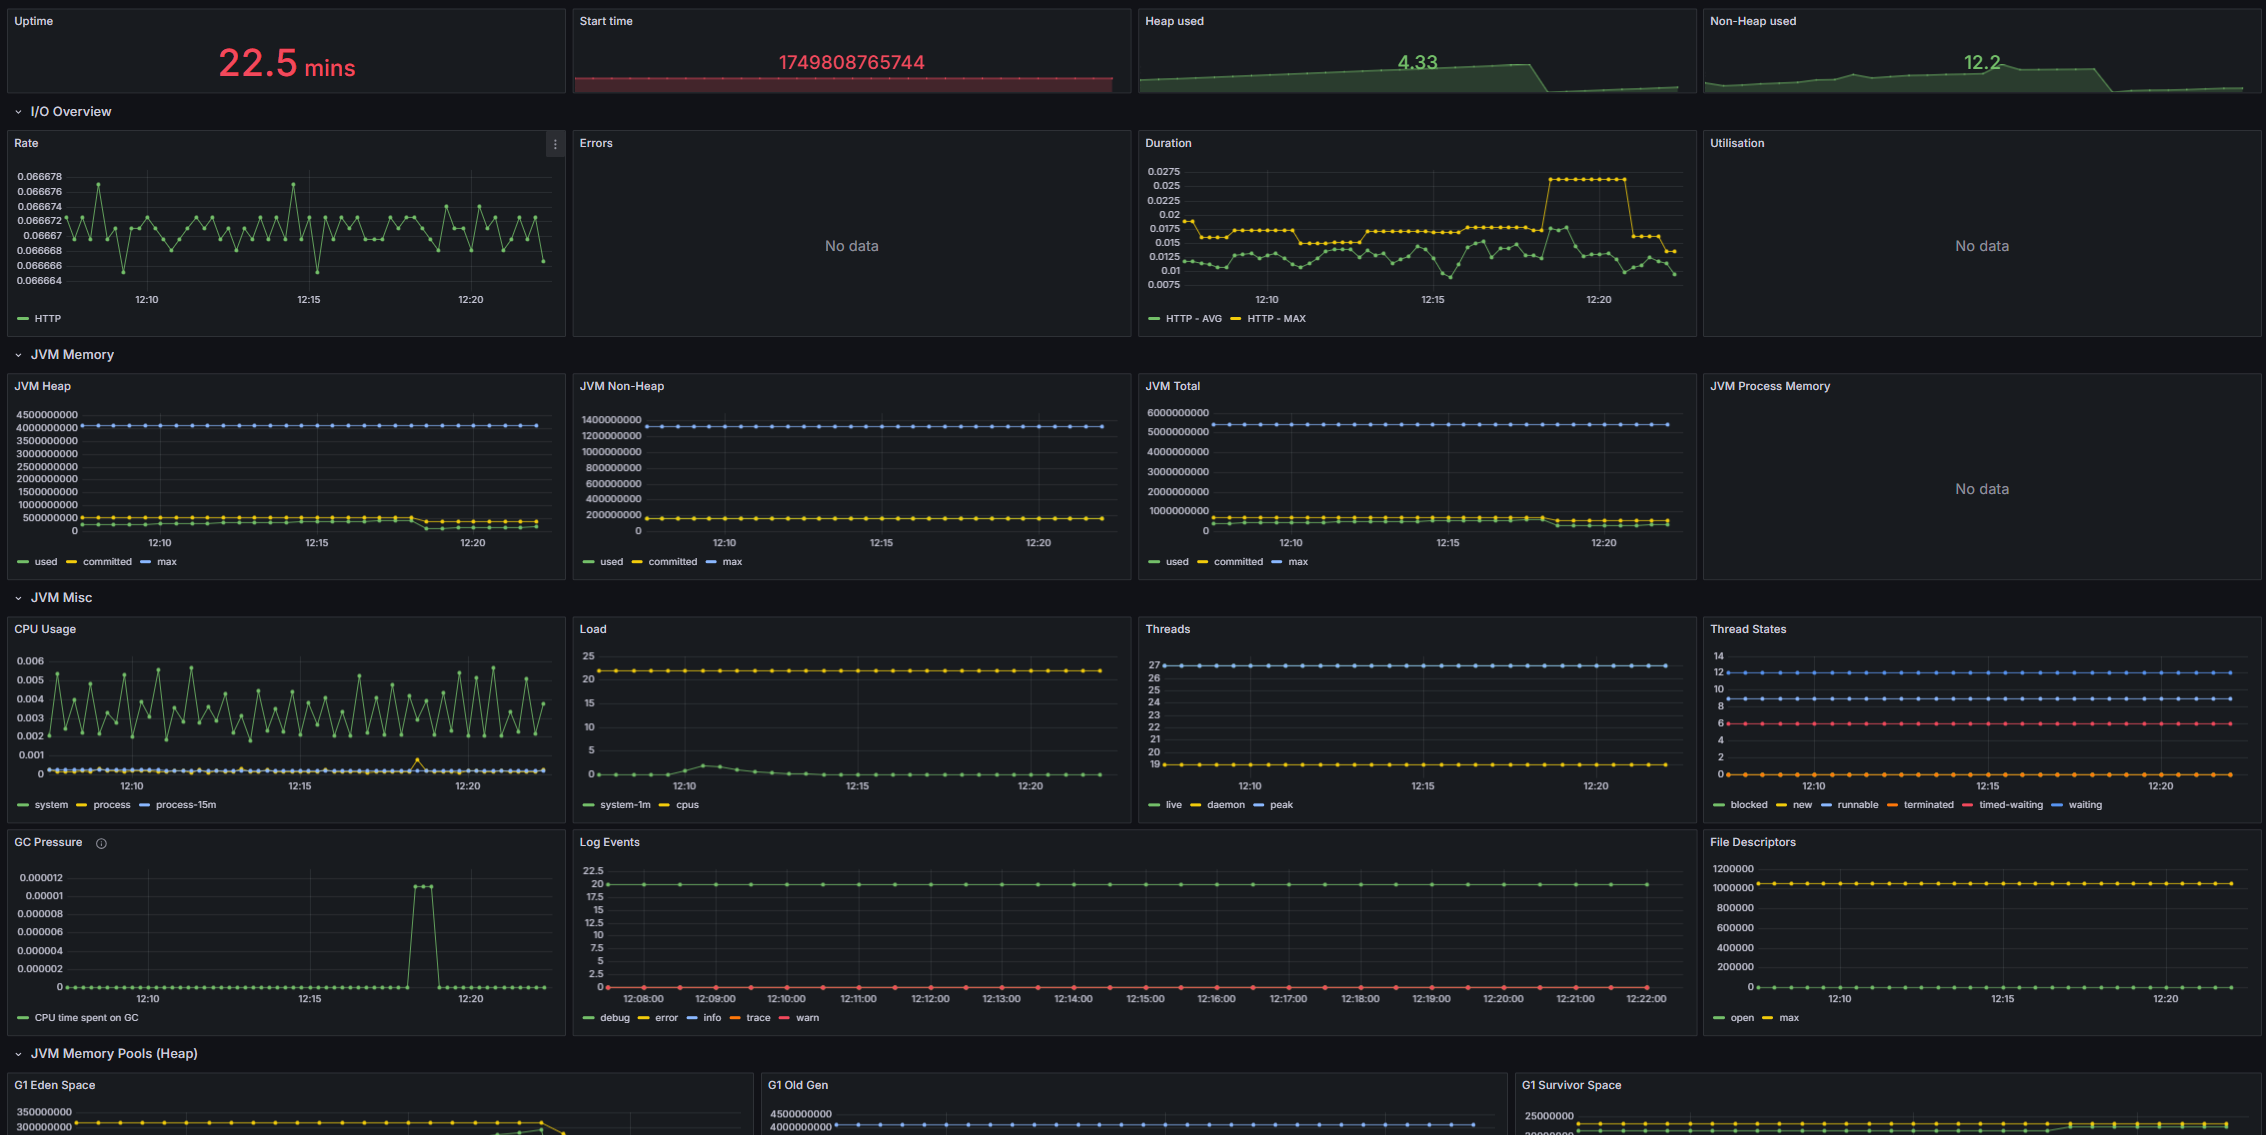 Uptime
22.5 mins
Start time
1749808765744
Heap used
4.33
Non-Heap used
12.2
I/O Overview
Rate
0.066678
0.066676
0.066674
0.066672
0.06667
0.066668
0.066666
0.066664
12:10 12:15 12:20
HTTP
Errors
No data
Duration
0.0275
0.025
0.0225
0.02
0.0175
0.015
0.0125
0.01
0.0075
12:10 12:15 12:20
HTTP - AVG HTTP - MAX
Utilisation
No data
JVM Memory
JVM Heap
4500000000
4000000000
3500000000
3000000000
2500000000
2000000000
1500000000
1000000000
500000000
0
12:10 12:15 12:20
used committed max
JVM Non-Heap
1400000000
1200000000
1000000000
800000000
600000000
400000000
200000000
0
12:10 12:15 12:20
used committed max
JVM Total
6000000000
5000000000
4000000000
3000000000
2000000000
1000000000
0
12:10 12:15 12:20
used committed max
JVM Process Memory
No data
JVM Misc
CPU Usage
0.006
0.005
0.004
0.003
0.002
0.001
0
12:10 12:15 12:20
system process process-15m
Load
25
20
15
10
5
0
12:10 12:15 12:20
system-1m cpus
Threads
27
26
25
24
23
22
21
20
19
12:10 12:15 12:20
live daemon peak
Thread States
14
12
10
8
6
4
2
0
12:10 12:15 12:20
blocked new runnable terminated timed-waiting waiting
GC Pressure
0.000012
0.00001
0.000008
0.000006
0.000004
0.000002
0
12:10 12:15 12:20
CPU time spent on GC
Log Events
22.5
20
17.5
15
12.5
10
7.5
5
2.5
0
12:08:00 12:09:00 12:10:00 12:11:00 12:12:00 12:13:00 12:14:00 12:15:00 12:16:00 12:17:00 12:18:00 12:19:00 12:20:00 12:21:00 12:22:00
debug error info trace warn
File Descriptors
1200000
1000000
800000
600000
400000
200000
0
12:10 12:15 12:20
open max
JVM Memory Pools (Heap)
G1 Eden Space
350000000
300000000
G1 Old Gen
4500000000
4000000000
G1 Survivor Space
25000000